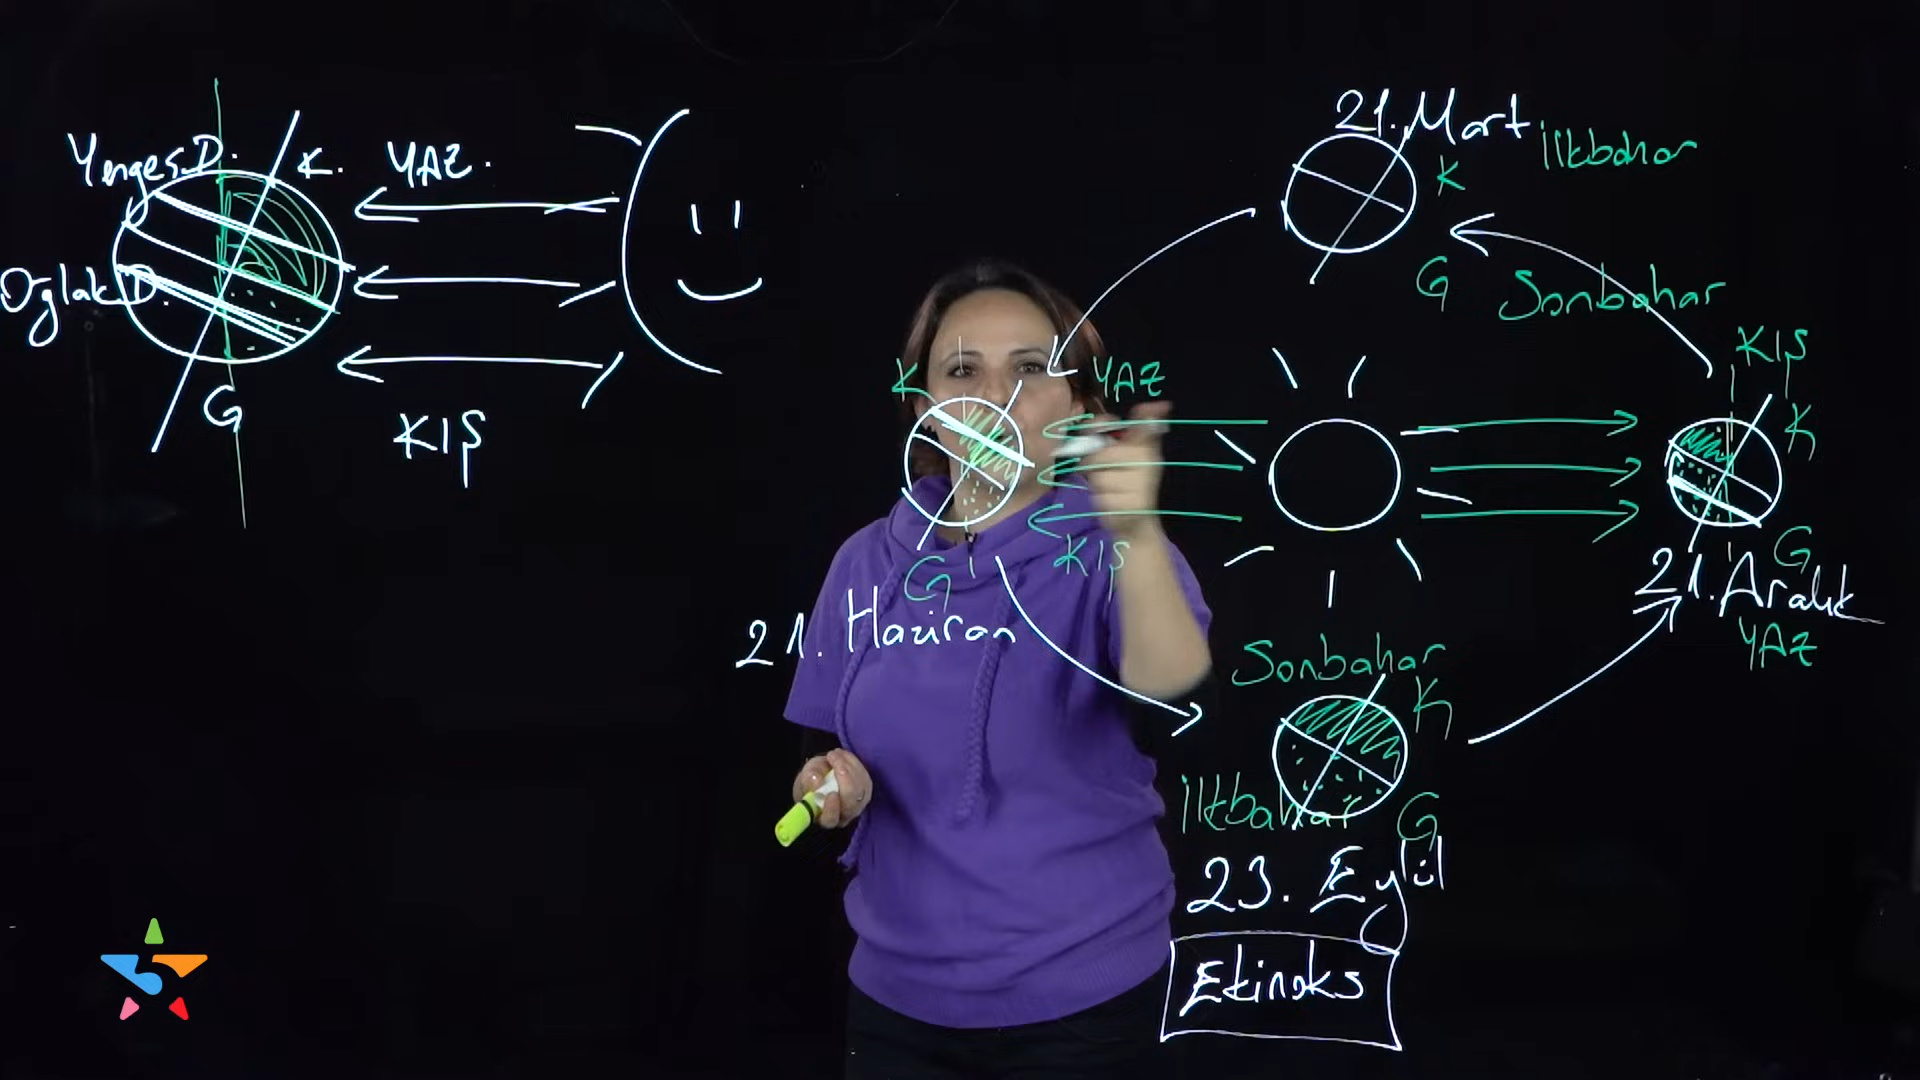 Yengeç D.
K.
YAZ.
Oğlak D.
G
KIŞ
21. Mart
İlkbahar
K
G
Sonbahar
K
YAZ
G
KIŞ
21. Haziran
KIŞ
K
G
21. Aralık
YAZ
Sonbahar
K
İlkbahar
G
23. Eylül
Ekinoks
5